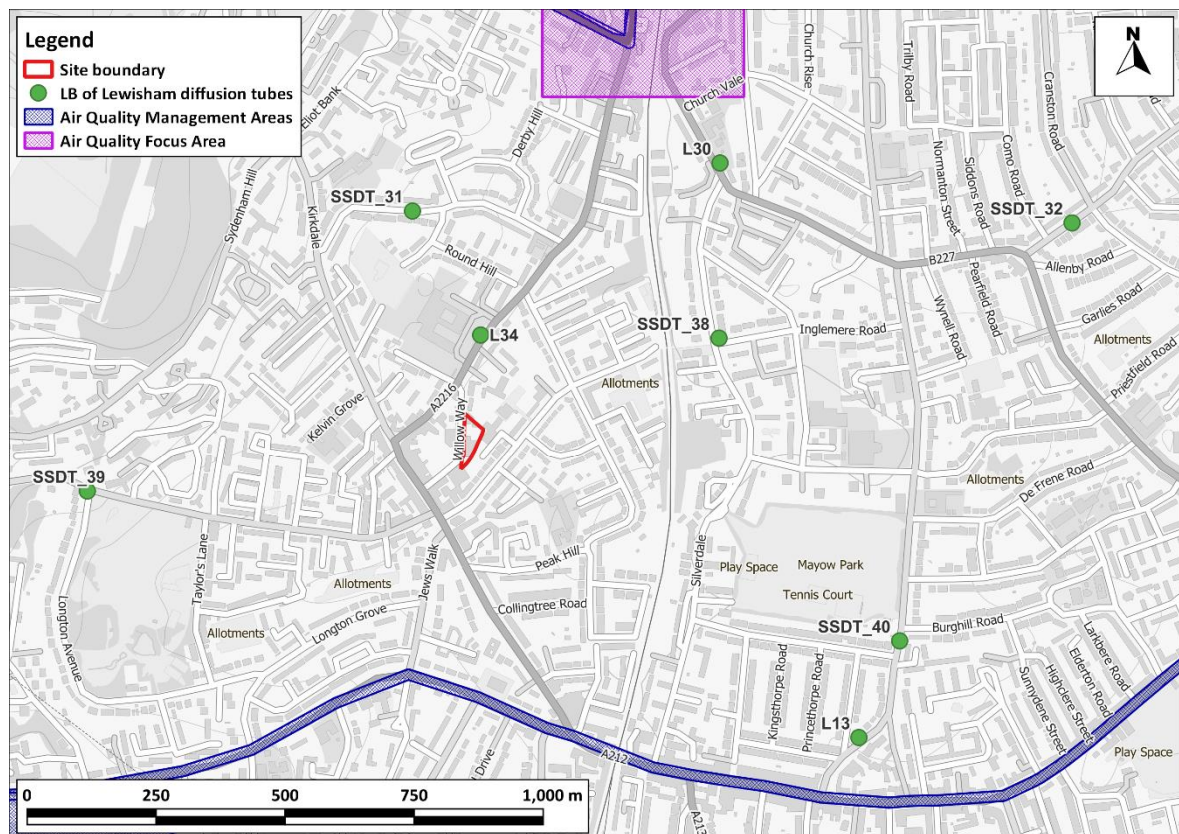 Legend
Site boundary
LB of Lewisham diffusion tubes
Air Quality Management Areas
Air Quality Focus Area
N
Church Rise
Trilby Road
Cranston Road
Eliot Bank
Derby Hill
Church Vale
L30
Como Road
Siddons Road
Normanton Street
SSDT_31
SSDT_32
Sydenham Hill
Kirkdale
Round Hill
B227
Allenby Road
Pearfield Road
Wynell Road
Garlies Road
L34
SSDT_38
Inglemere Road
Allotments
Priestfield Road
Allotments
A2216
Kelvin Grove
Willow Way
SSDT_39
Allotments
De Frene Road
Taylor's Lane
Jews Walk
Peak Hill
Silverdale
Play Space
Mayow Park
Tennis Court
Allotments
Collingtree Road
Longton Avenue
Allotments
Longton Grove
SSDT_40
Burghill Road
Larkbere Road
Elderton Road
Highclere Street
Sunnydene Street
Kingsthorpe Road
Princethorpe Road
L13
Play Space
A212
Drive
0 250 500 750 1,000 m